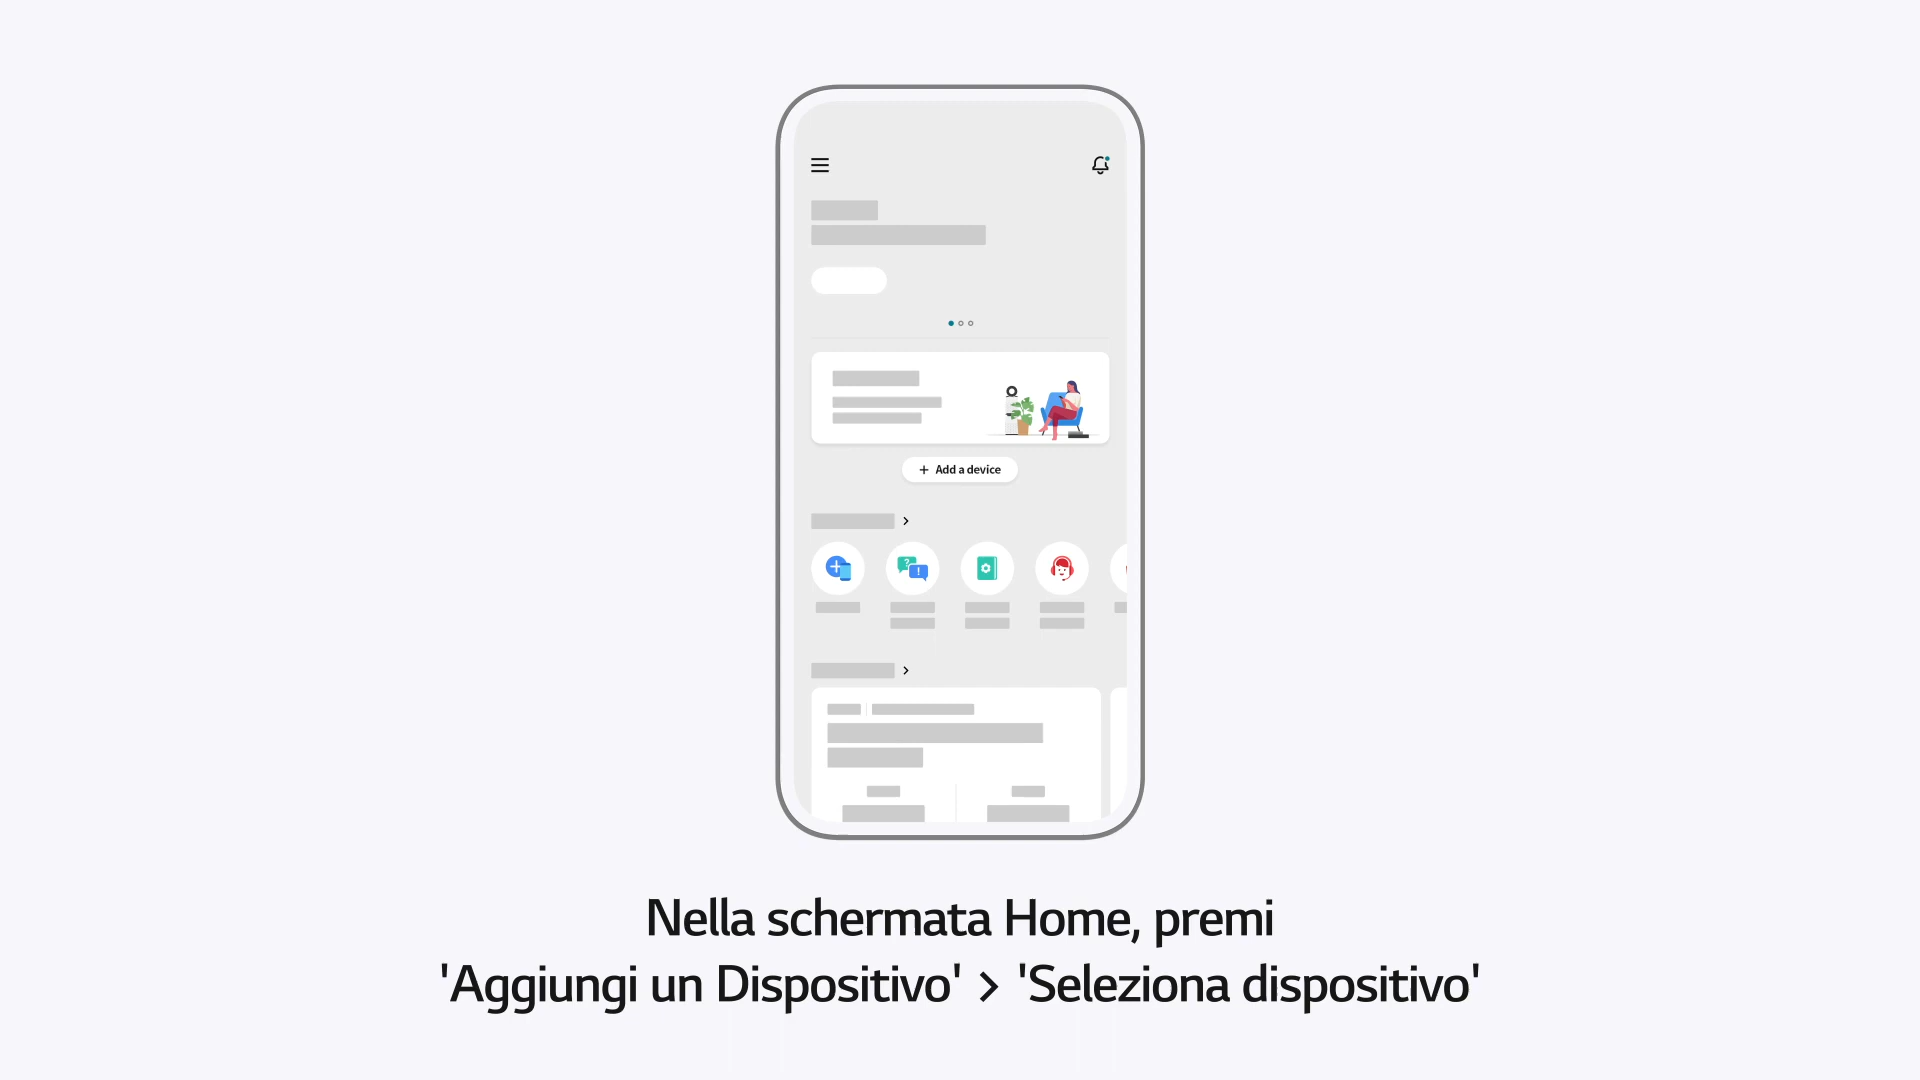 + Add a device
Nella schermata Home, premi
'Aggiungi un Dispositivo' > 'Seleziona dispositivo'